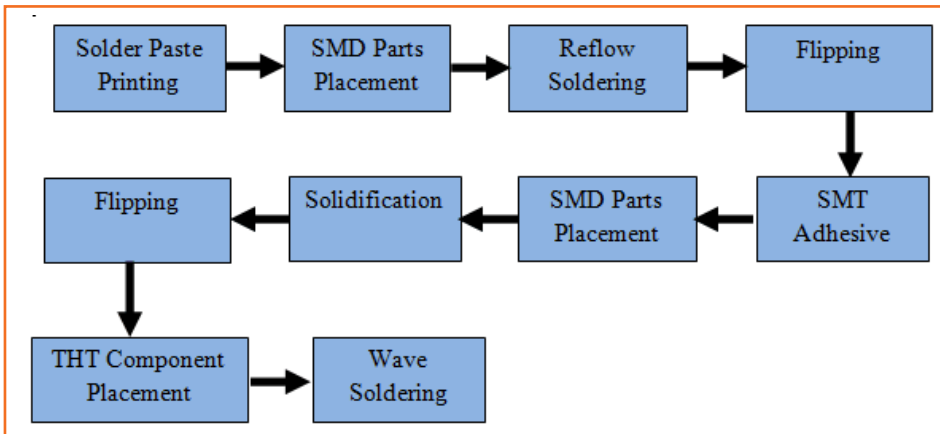 Solder Paste
Printing
SMD Parts
Placement
Reflow
Soldering
Flipping
SMT
Adhesive
SMD Parts
Placement
Solidification
Flipping
THT Component
Placement
Wave
Soldering